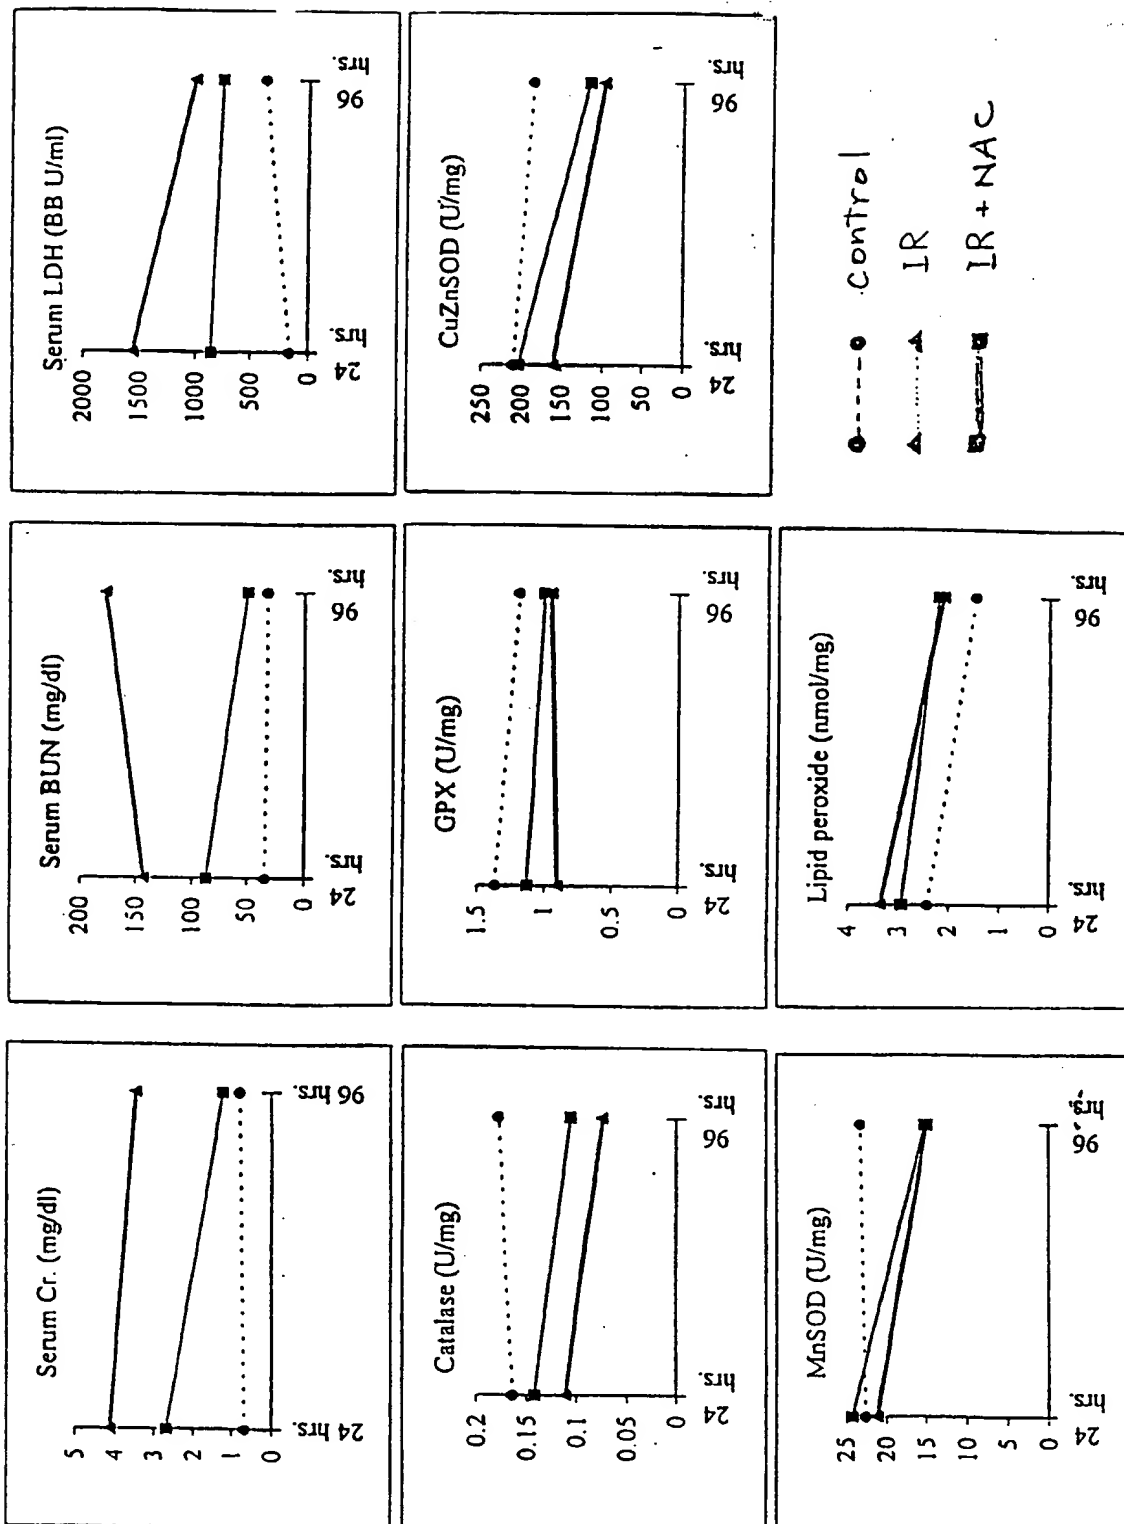 Serum Cr. (mg/dl)
5
4
3
2
1
0
24 hrs.
96 hrs.
Serum BUN (mg/dl)
200
150
100
50
0
24
hrs.
96
hrs.
Serum LDH (BB U/ml)
2000
1500
1000
500
0
24
hrs.
96
hrs.
Catalase (U/mg)
0.2
0.15
0.1
0.05
0
24
hrs.
96
hrs.
GPX (U/mg)
1.5
1
0.5
0
24
hrs.
96
hrs.
CuZnSOD (U/mg)
250
200
150
100
50
0
24
hrs.
96
hrs.
MnSOD (U/mg)
25
20
15
10
5
0
24
hrs.
96
hrs.
Lipid peroxide (nmol/mg)
4
3
2
1
0
24
hrs.
96
hrs.
Control
IR
IR + NAC